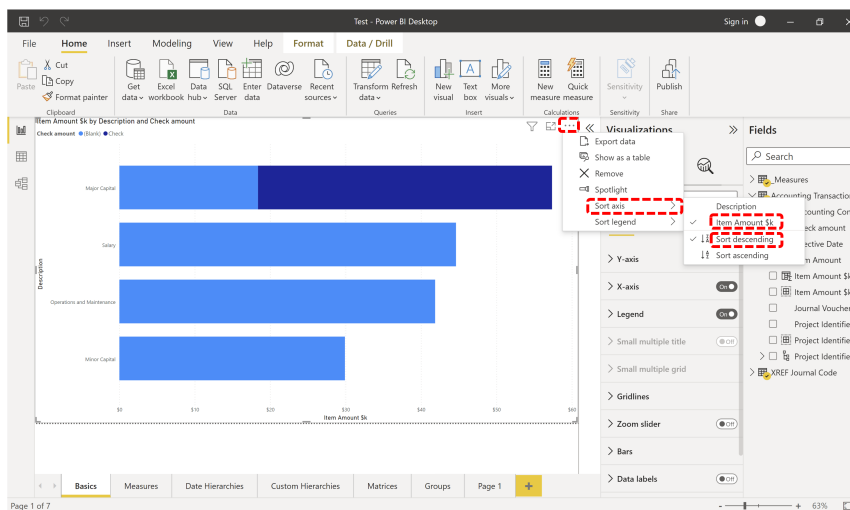 Test - Power BI Desktop
Sign in
File Home Insert Modeling View Help Format Data / Drill
Paste
Cut
Copy
Format painter
Get data
Excel workbook
Data hub
SQL Server
Enter data
Dataverse
Recent sources
Transform data
Refresh
New visual
Text box
More visuals
New measure
Quick measure
Sensitivity
Publish
Clipboard Data Queries Insert Calculations Sensitivity Share
Item Amount $k by Description and Check amount
Check amount (Blank) Check
Description
Major Capital
Salary
Operations and Maintenance
Minor Capital
$0 $10 $20 $30 $40 $50 $60
Item Amount $k
Export data
Show as a table
Remove
Spotlight
Sort axis
Sort legend
Description
Item Amount $k
Sort descending
Sort ascending
Visualizations
Y-axis
X-axis On
Legend On
Small multiple title Off
Small multiple grid
Gridlines
Zoom slider Off
Bars
Data labels Off
Fields
Search
_Measures
Accounting Transactio
counting Con
eck amount
ective Date
m Amount
Item Amount $k
Item Amount $k
Journal Voucher
Project Identifie
Project Identifie
Project Identifie
XREF Journal Code
Basics Measures Date Hierarchies Custom Hierarchies Matrices Groups Page 1 +
Page 1 of 7
- + 63%